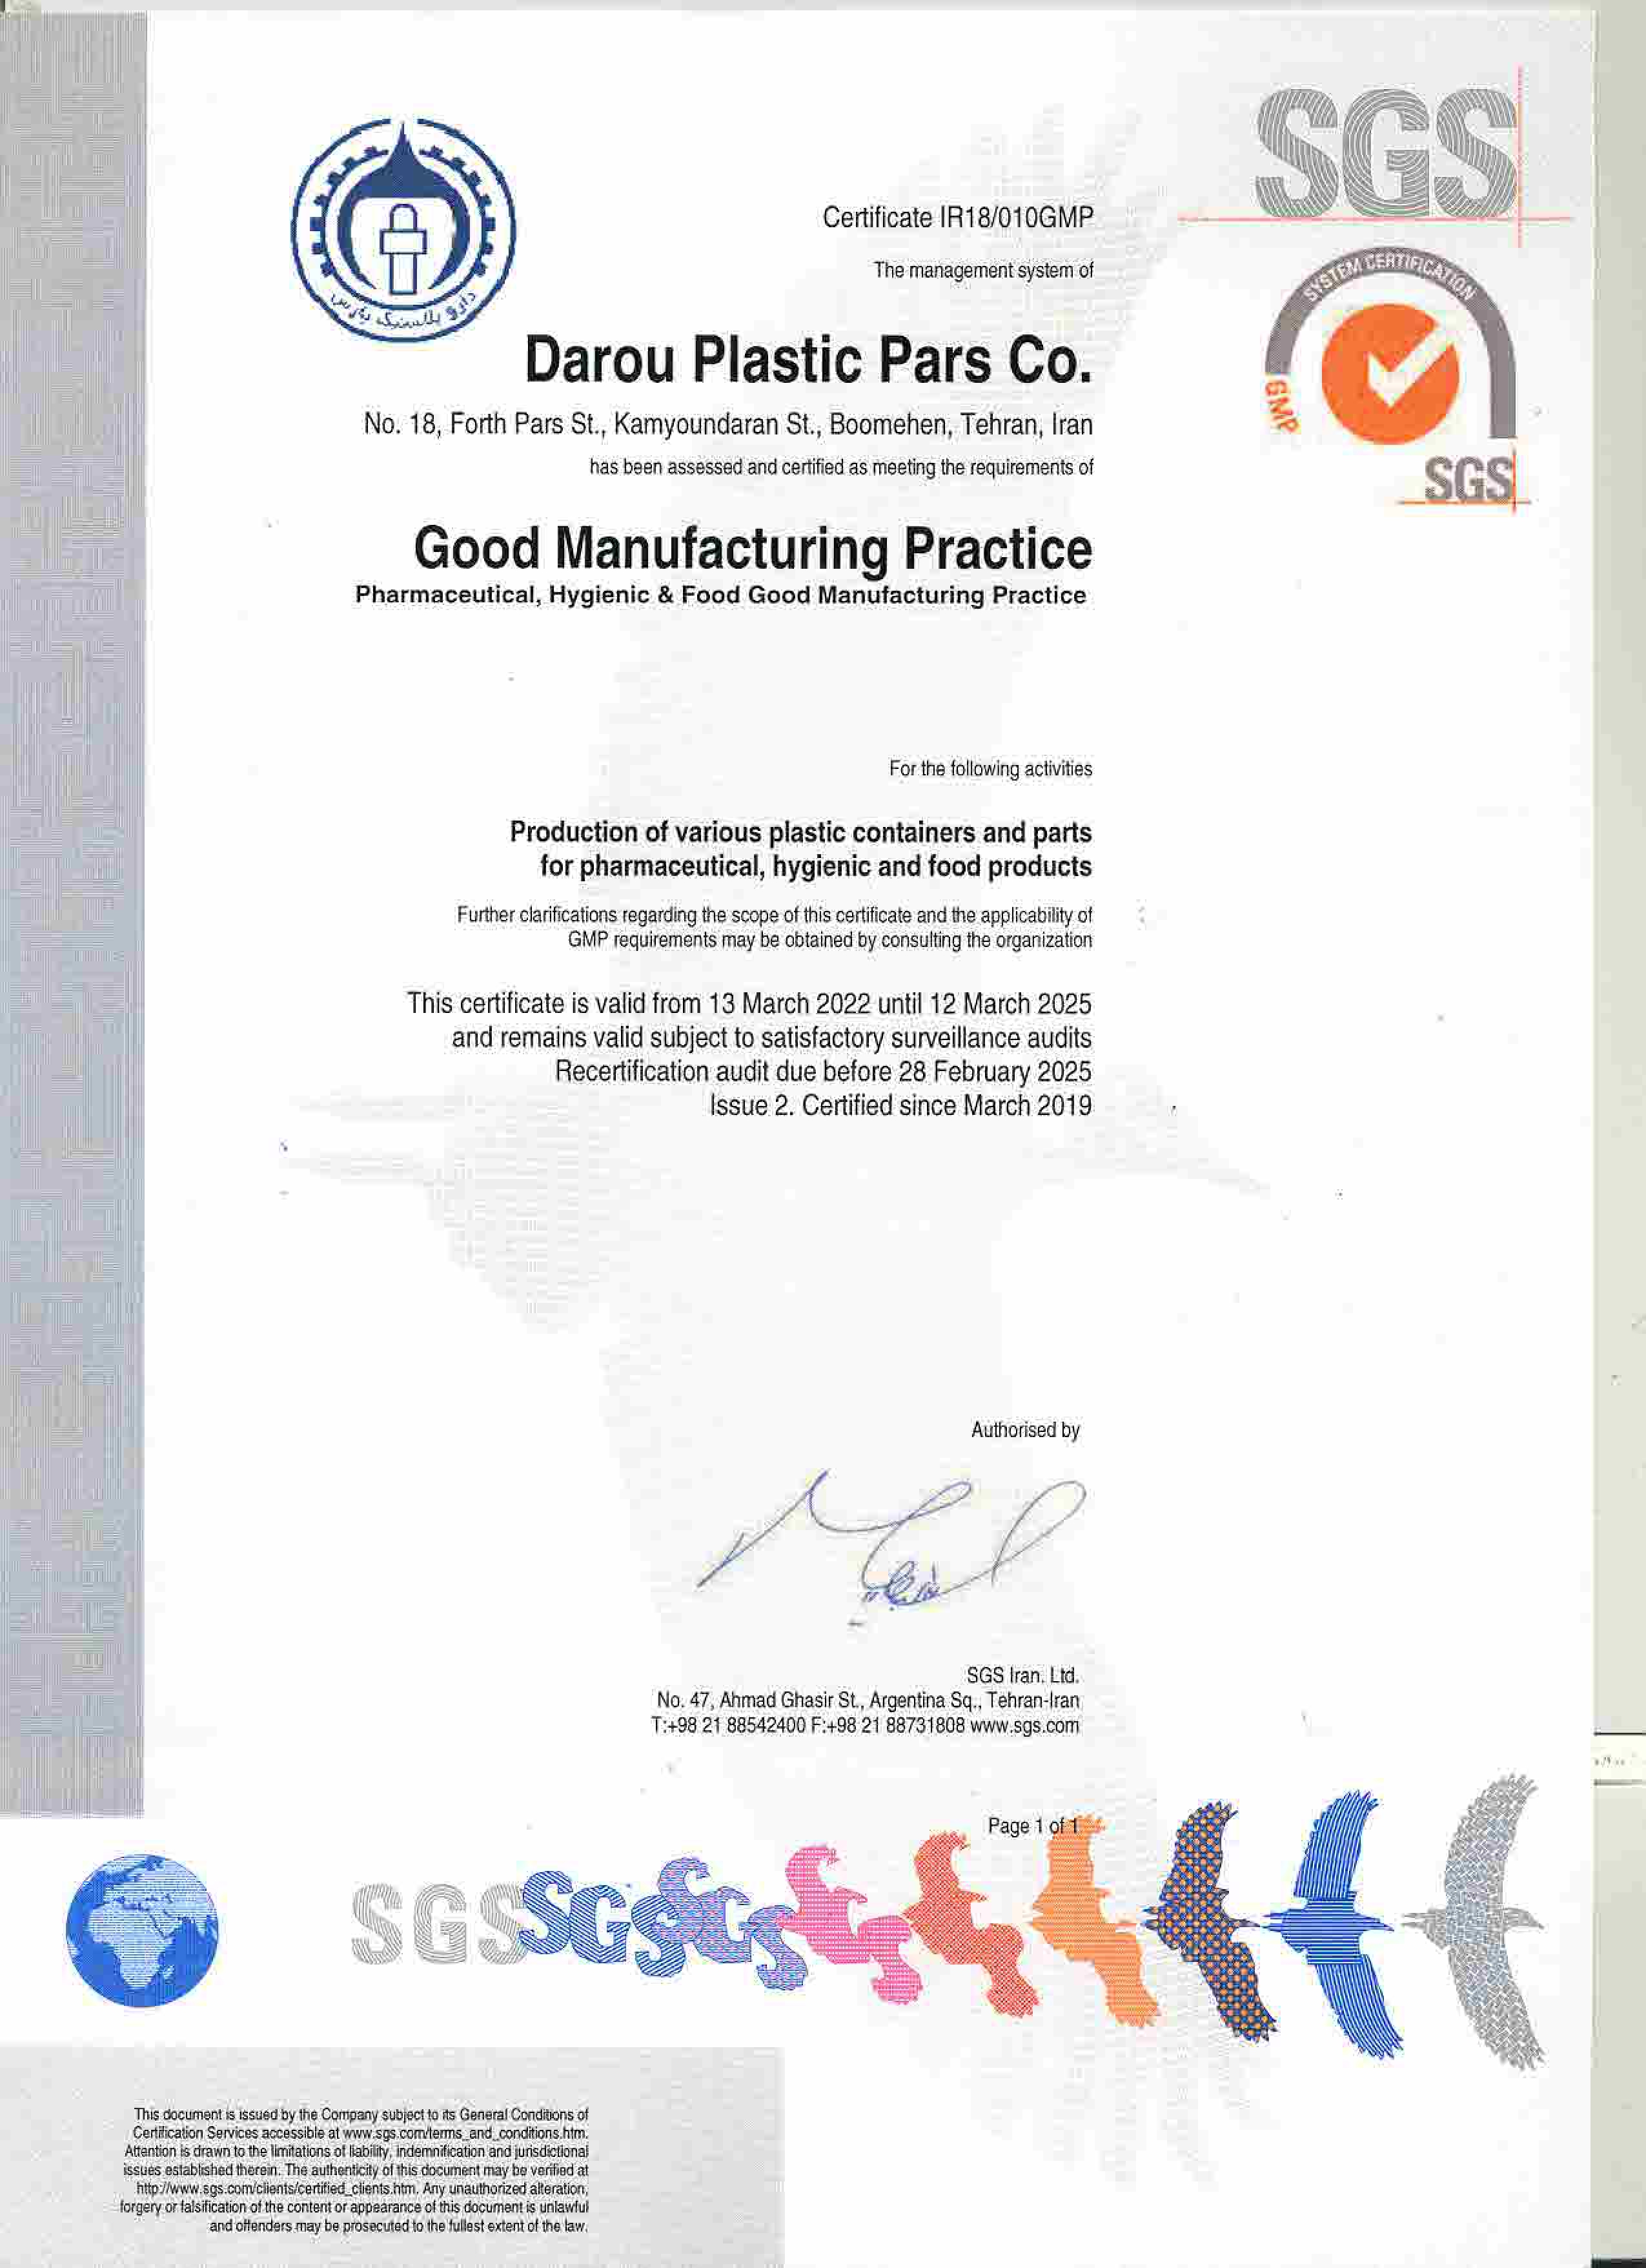 SGS
Certificate IR18/010GMP
The management system of
SYSTEM CERTIFICATION
GMP
SGS
دارو پلاستیک پارس
Darou Plastic Pars Co.
No. 18, Forth Pars St., Kamyoundaran St., Boomehen, Tehran, Iran
has been assessed and certified as meeting the requirements of
Good Manufacturing Practice
Pharmaceutical, Hygienic & Food Good Manufacturing Practice
For the following activities
Production of various plastic containers and parts
for pharmaceutical, hygienic and food products
Further clarifications regarding the scope of this certificate and the applicability of
GMP requirements may be obtained by consulting the organization
This certificate is valid from 13 March 2022 until 12 March 2025
and remains valid subject to satisfactory surveillance audits
Recertification audit due before 28 February 2025
Issue 2. Certified since March 2019
Authorised by
SGS Iran. Ltd.
No. 47, Ahmad Ghasir St., Argentina Sq., Tehran-Iran
T:+98 21 88542400 F:+98 21 88731808 www.sgs.com
Page 1 of 1
SGSSGSSGS
This document is issued by the Company subject to its General Conditions of
Certification Services accessible at www.sgs.com/terms_and_conditions.htm.
Attention is drawn to the limitations of liability, indemnification and jurisdictional
issues established therein. The authenticity of this document may be verified at
http://www.sgs.com/clients/certified_clients.htm. Any unauthorized alteration,
forgery or falsification of the content or appearance of this document is unlawful
and offenders may be prosecuted to the fullest extent of the law.